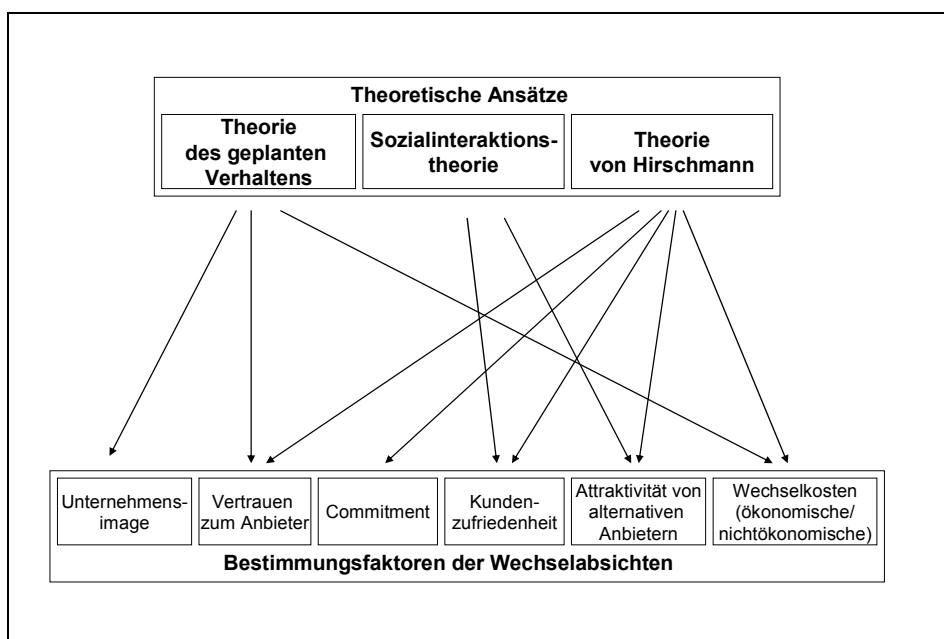 Theoretische Ansätze
Theorie
des geplanten
Verhaltens
Sozialinteraktions-
theorie
Theorie
von Hirschmann
Unternehmens-
image
Vertrauen
zum Anbieter
Commitment
Kunden-
zufriedenheit
Attraktivität von
alternativen
Anbietern
Wechselkosten
(ökonomische/
nichtökonomische)
Bestimmungsfaktoren der Wechselabsichten